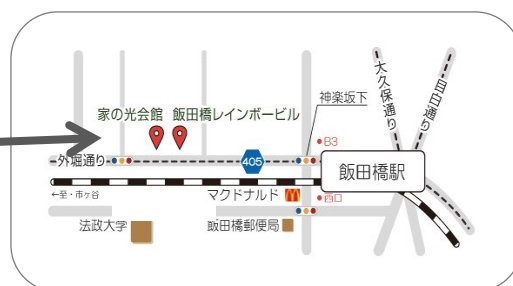 大久保通り
目白通り
神楽坂下
家の光会館 飯田橋レインボービル
B3
外堀通り
405
飯田橋駅
←至・市ヶ谷
マクドナルド
西口
法政大学
飯田橋郵便局